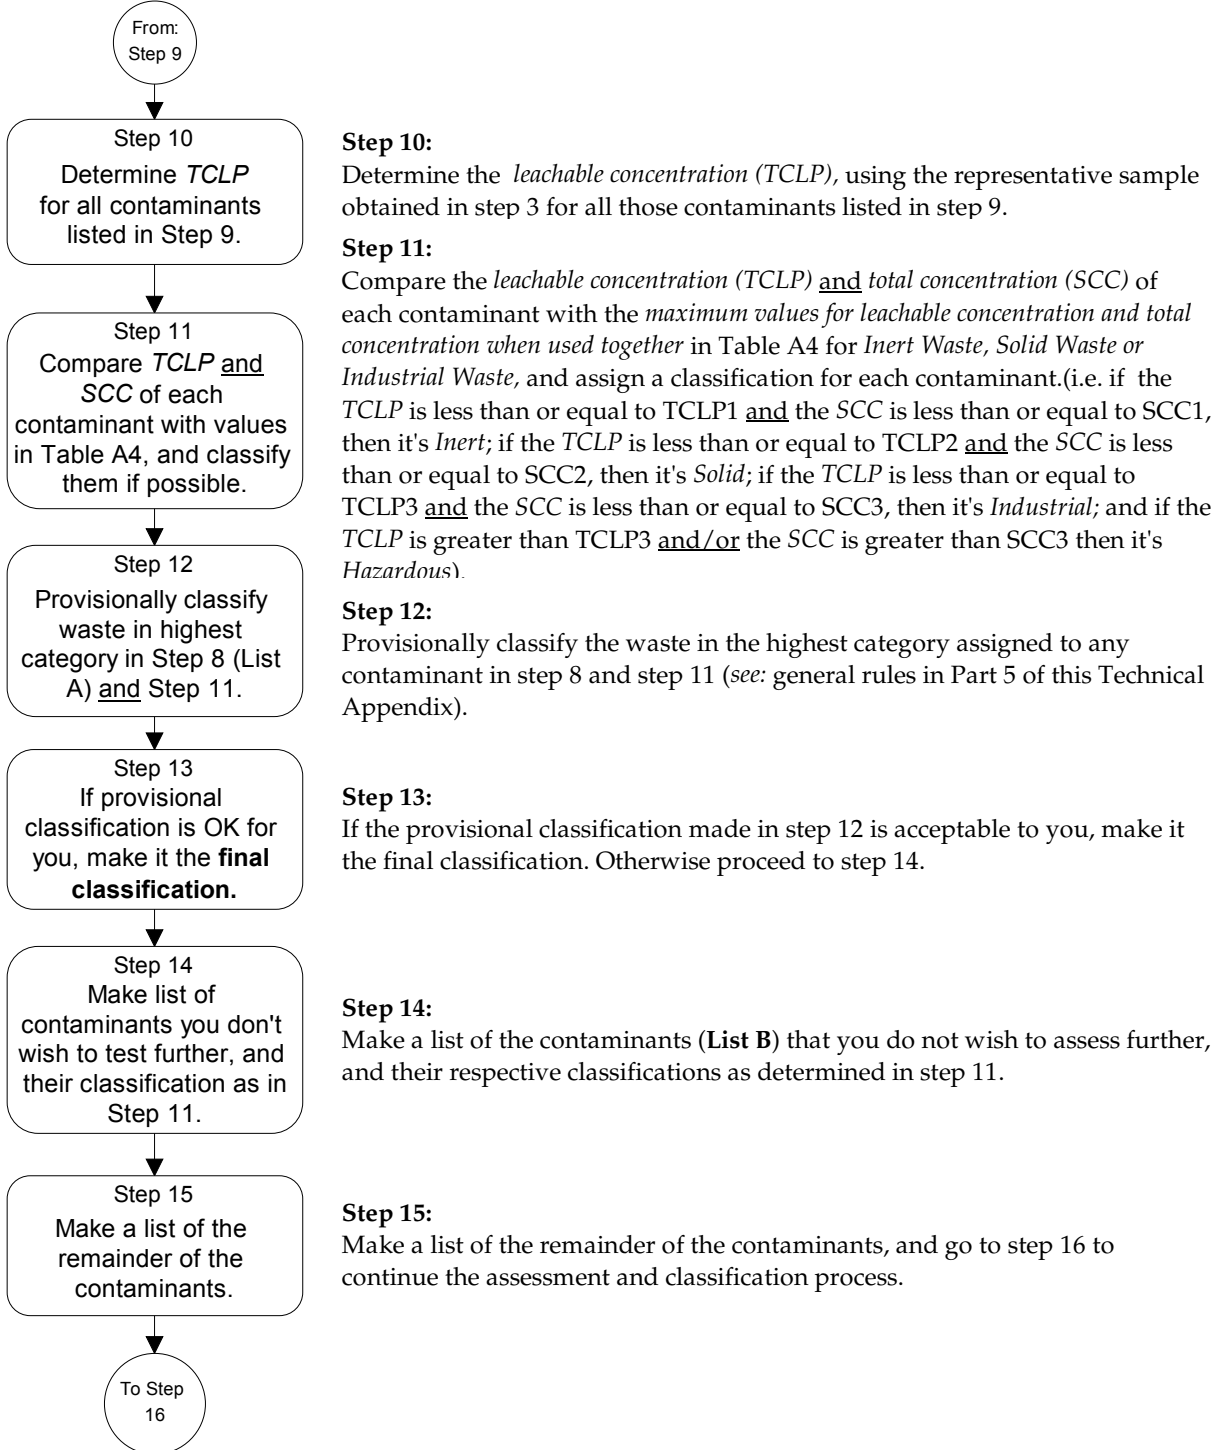 From:
Step 9
Step 10
Determine TCLP
for all contaminants
listed in Step 9.
Step 10:
Determine the leachable concentration (TCLP), using the representative sample
obtained in step 3 for all those contaminants listed in step 9.
Step 11
Compare TCLP and
SCC of each
contaminant with values
in Table A4, and classify
them if possible.
Step 11:
Compare the leachable concentration (TCLP) and total concentration (SCC) of
each contaminant with the maximum values for leachable concentration and total
concentration when used together in Table A4 for Inert Waste, Solid Waste or
Industrial Waste, and assign a classification for each contaminant.(i.e. if the
TCLP is less than or equal to TCLP1 and the SCC is less than or equal to SCC1,
then it's Inert; if the TCLP is less than or equal to TCLP2 and the SCC is less
than or equal to SCC2, then it's Solid; if the TCLP is less than or equal to
TCLP3 and the SCC is less than or equal to SCC3, then it's Industrial; and if the
TCLP is greater than TCLP3 and/or the SCC is greater than SCC3 then it's
Hazardous).
Step 12
Provisionally classify
waste in highest
category in Step 8 (List
A) and Step 11.
Step 12:
Provisionally classify the waste in the highest category assigned to any
contaminant in step 8 and step 11 (see: general rules in Part 5 of this Technical
Appendix).
Step 13
If provisional
classification is OK for
you, make it the final
classification.
Step 13:
If the provisional classification made in step 12 is acceptable to you, make it
the final classification. Otherwise proceed to step 14.
Step 14
Make list of
contaminants you don't
wish to test further, and
their classification as in
Step 11.
Step 14:
Make a list of the contaminants (List B) that you do not wish to assess further,
and their respective classifications as determined in step 11.
Step 15
Make a list of the
remainder of the
contaminants.
Step 15:
Make a list of the remainder of the contaminants, and go to step 16 to
continue the assessment and classification process.
To Step
16